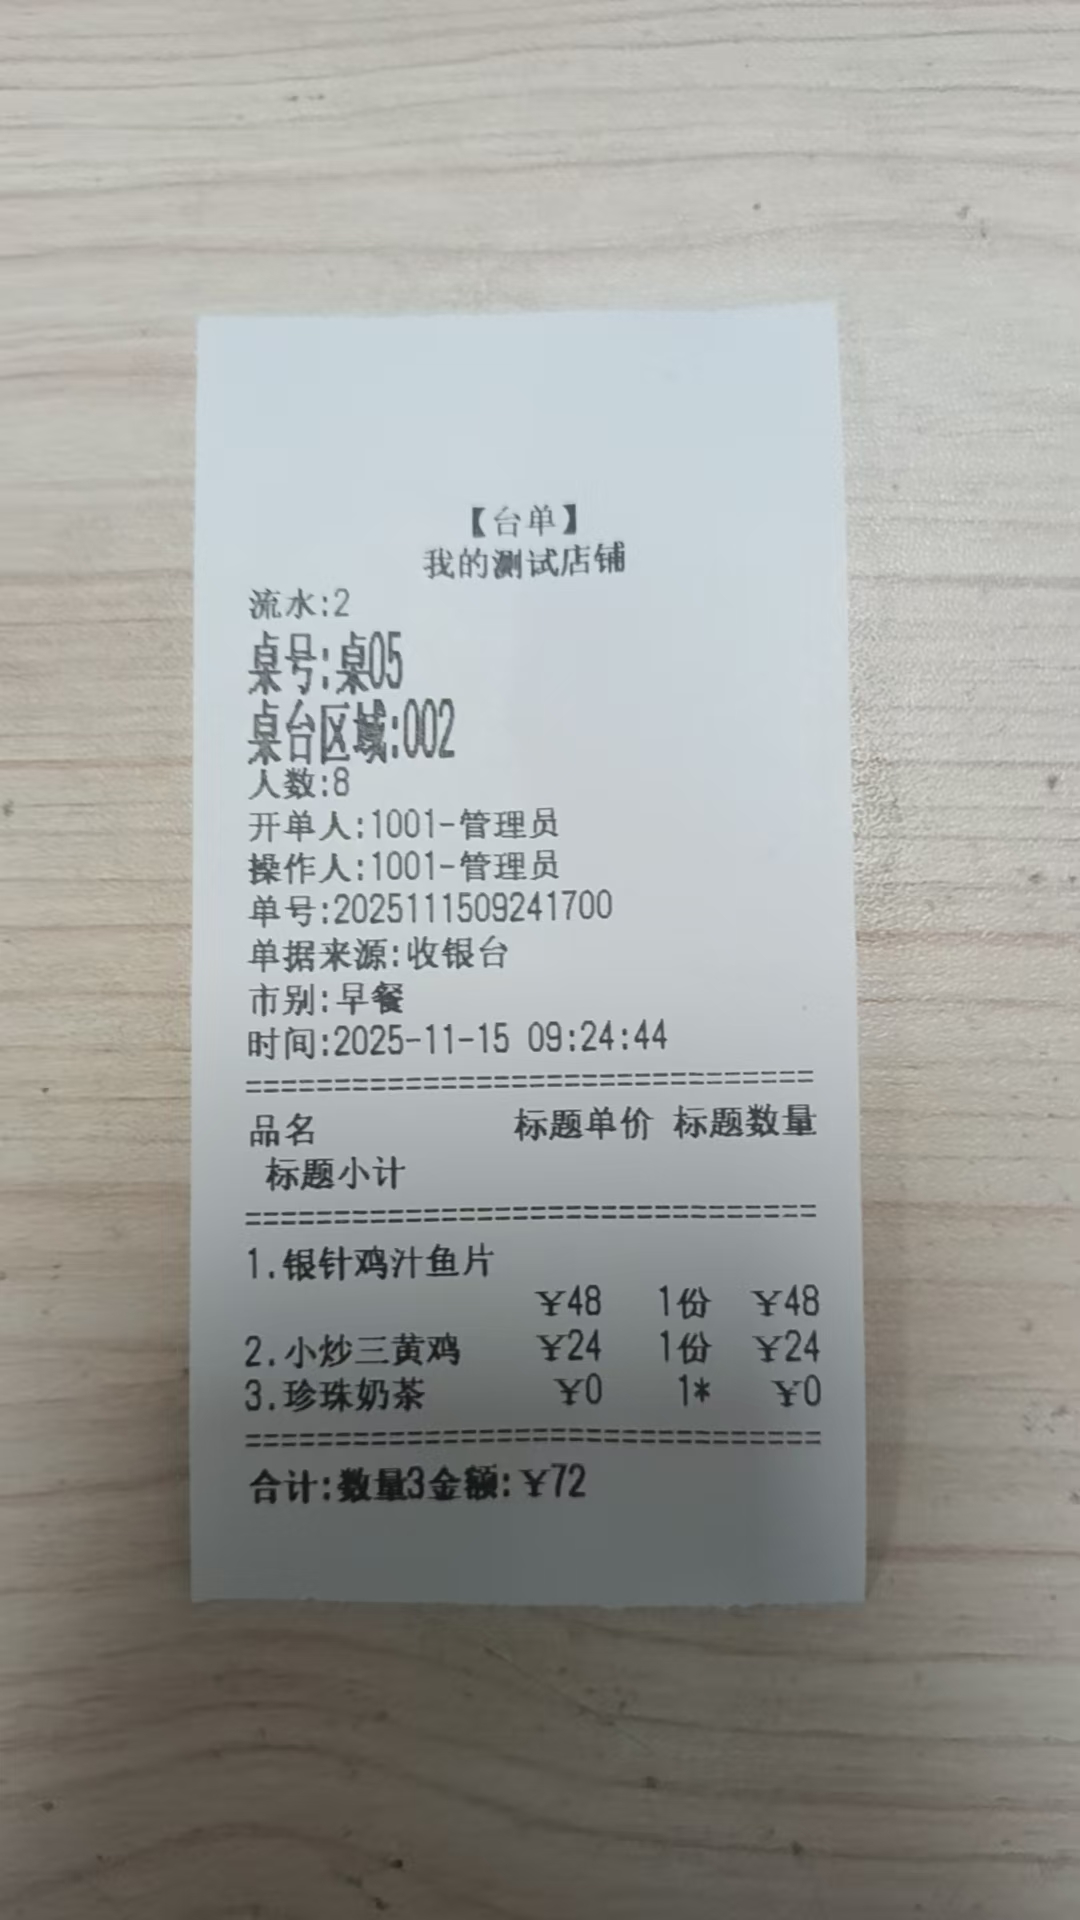 【台单】
我的测试店铺
流水:2
桌号:桌05
桌台区域:002
人数:8
开单人:1001-管理员
操作人:1001-管理员
单号:2025111509241700
单据来源:收银台
市别:早餐
时间:2025-11-15 09:24:44
================================
品名 标题单价 标题数量
标题小计
================================
1.银针鸡汁鱼片
¥48 1份 ¥48
2.小炒三黄鸡 ¥24 1份 ¥24
3.珍珠奶茶 ¥0 1* ¥0
================================
合计:数量3金额:¥72